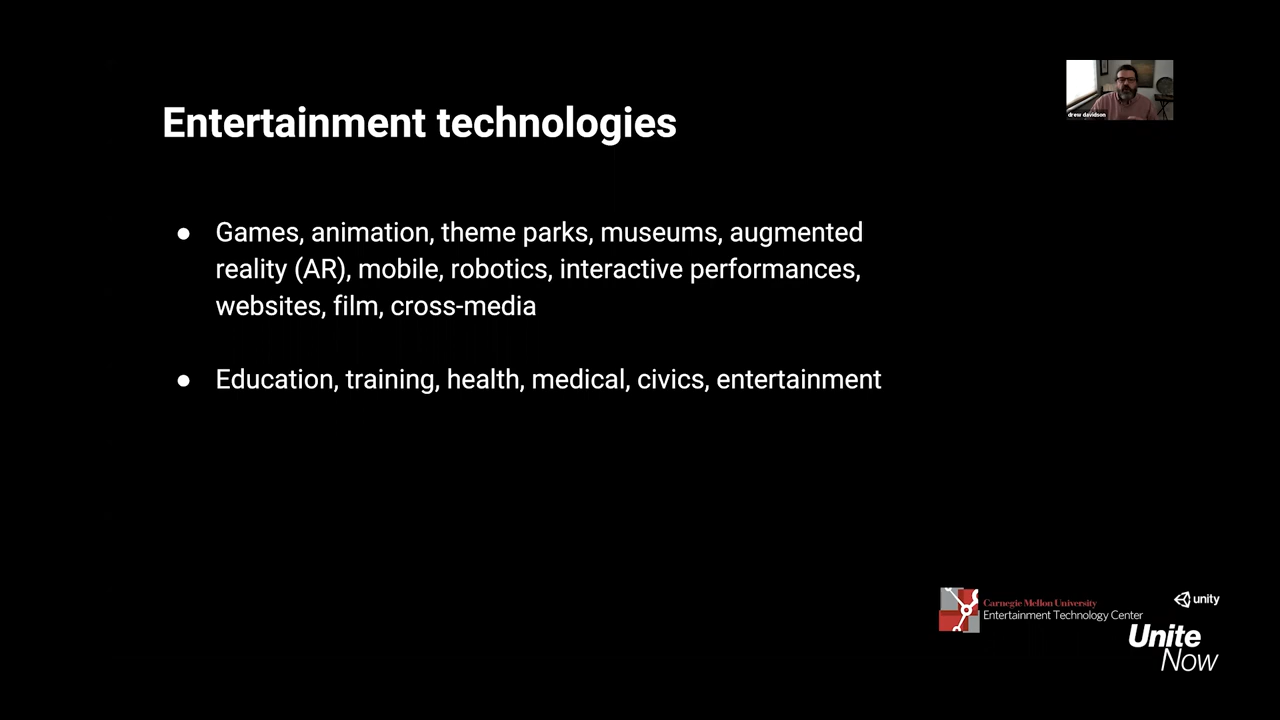 Entertainment technologies
drew davidson
● Games, animation, theme parks, museums, augmented
reality (AR), mobile, robotics, interactive performances,
websites, film, cross-media
● Education, training, health, medical, civics, entertainment
Carnegie Mellon University
Entertainment Technology Center
unity
Unite
Now